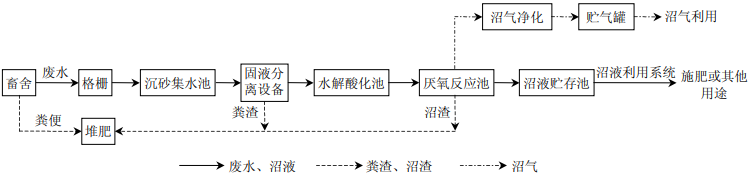 沼气净化
贮气罐
沼气利用
畜舍
废水
格栅
沉砂集水池
固液分
离设备
水解酸化池
厌氧反应池
沼液贮存池
沼液利用系统
施肥或其他
用途
粪便
堆肥
粪渣
沼渣
废水、沼液
粪渣、沼渣
沼气